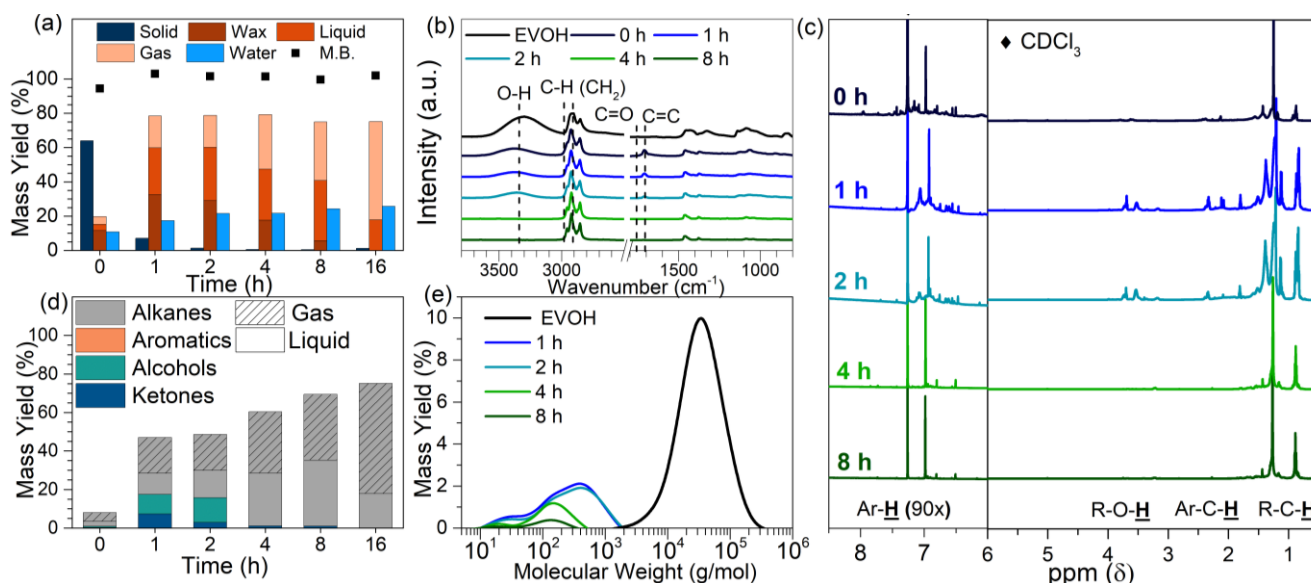 (a)
Solid Wax Liquid
Gas Water M.B.
Mass Yield (%)
100
80
60
40
20
0
0 1 2 4 8 16
Time (h)
(b)
EVOH 0 h 1 h
2 h 4 h 8 h
O-H
C-H (CH2)
C=O
C=C
Intensity (a.u.)
3800 3000 1500 1000
Wavenumber (cm-1)
(c)
♦ CDCl3
0 h
1 h
2 h
4 h
8 h
Ar-H (90x) R-O-H Ar-C-H R-C-H
8 7 6 5 4 3 2 1
ppm (δ)
(d)
Alkanes Gas
Aromatics Liquid
Alcohols
Ketones
Mass Yield (%)
100
80
60
40
20
0
0 1 2 4 8 16
Time (h)
(e)
EVOH
1 h
2 h
4 h
8 h
Mass Yield (%)
10
8
6
4
2
0
10^1 10^2 10^3 10^4 10^5 10^6
Molecular Weight (g/mol)